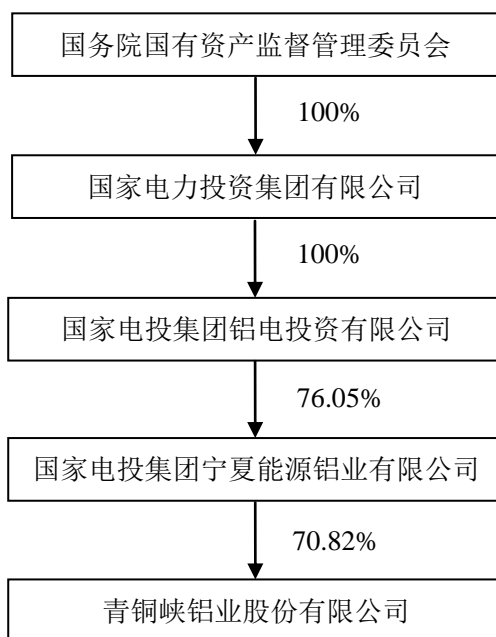 国务院国有资产监督管理委员会
100%
国家电力投资集团有限公司
100%
国家电投集团铝电投资有限公司
76.05%
国家电投集团宁夏能源铝业有限公司
70.82%
青铜峡铝业股份有限公司